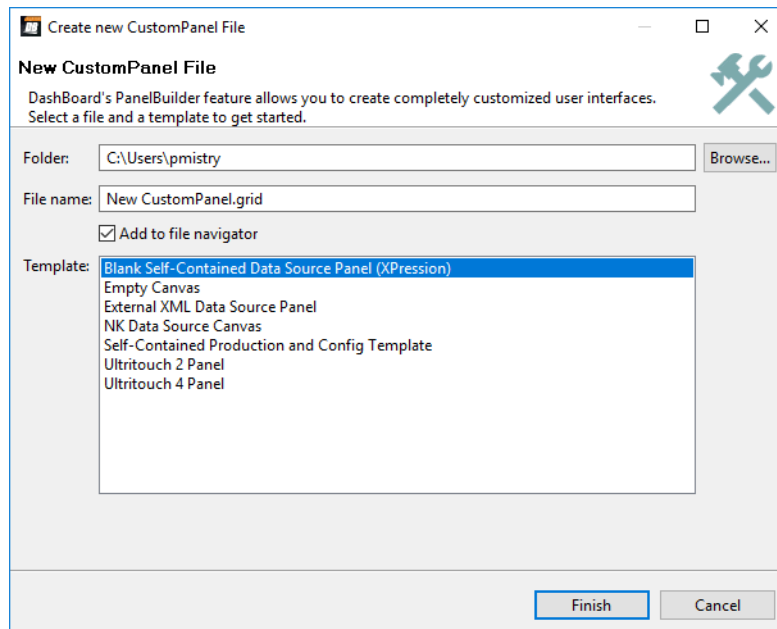 DB Create new CustomPanel File
New CustomPanel File
DashBoard's PanelBuilder feature allows you to create completely customized user interfaces.
Select a file and a template to get started.
Folder: C:\Users\pmistry Browse...
File name: New CustomPanel.grid
Add to file navigator
Template: Blank Self-Contained Data Source Panel (XPression)
Empty Canvas
External XML Data Source Panel
NK Data Source Canvas
Self-Contained Production and Config Template
Ultritouch 2 Panel
Ultritouch 4 Panel
Finish Cancel